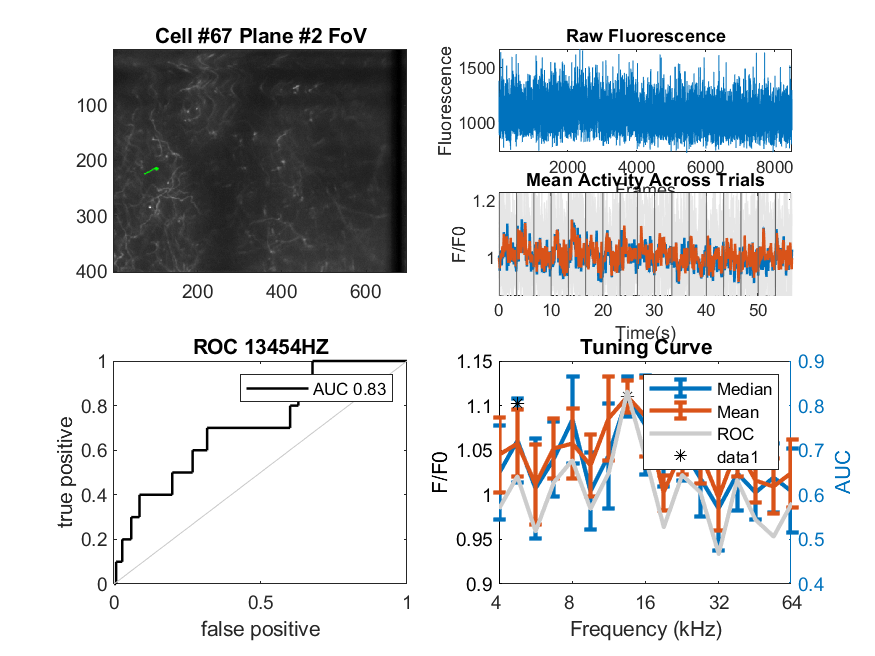 Cell #67 Plane #2 FoV
100
200
300
400
200
400
600
Raw Fluorescence
Fluorescence
1500
1000
2000
4000
6000
8000
Frames
Mean Activity Across Trials
F/F0
1.2
1
0
10
20
30
40
50
Time(s)
ROC 13454HZ
true positive
1
0.8
0.6
0.4
0.2
0
AUC 0.83
0
0.5
1
false positive
Tuning Curve
F/F0
1.15
1.1
1.05
1
0.95
0.9
Median
Mean
ROC
data1
0.9
0.8
0.7
0.6
0.5
0.4
AUC
4
8
16
32
64
Frequency (kHz)